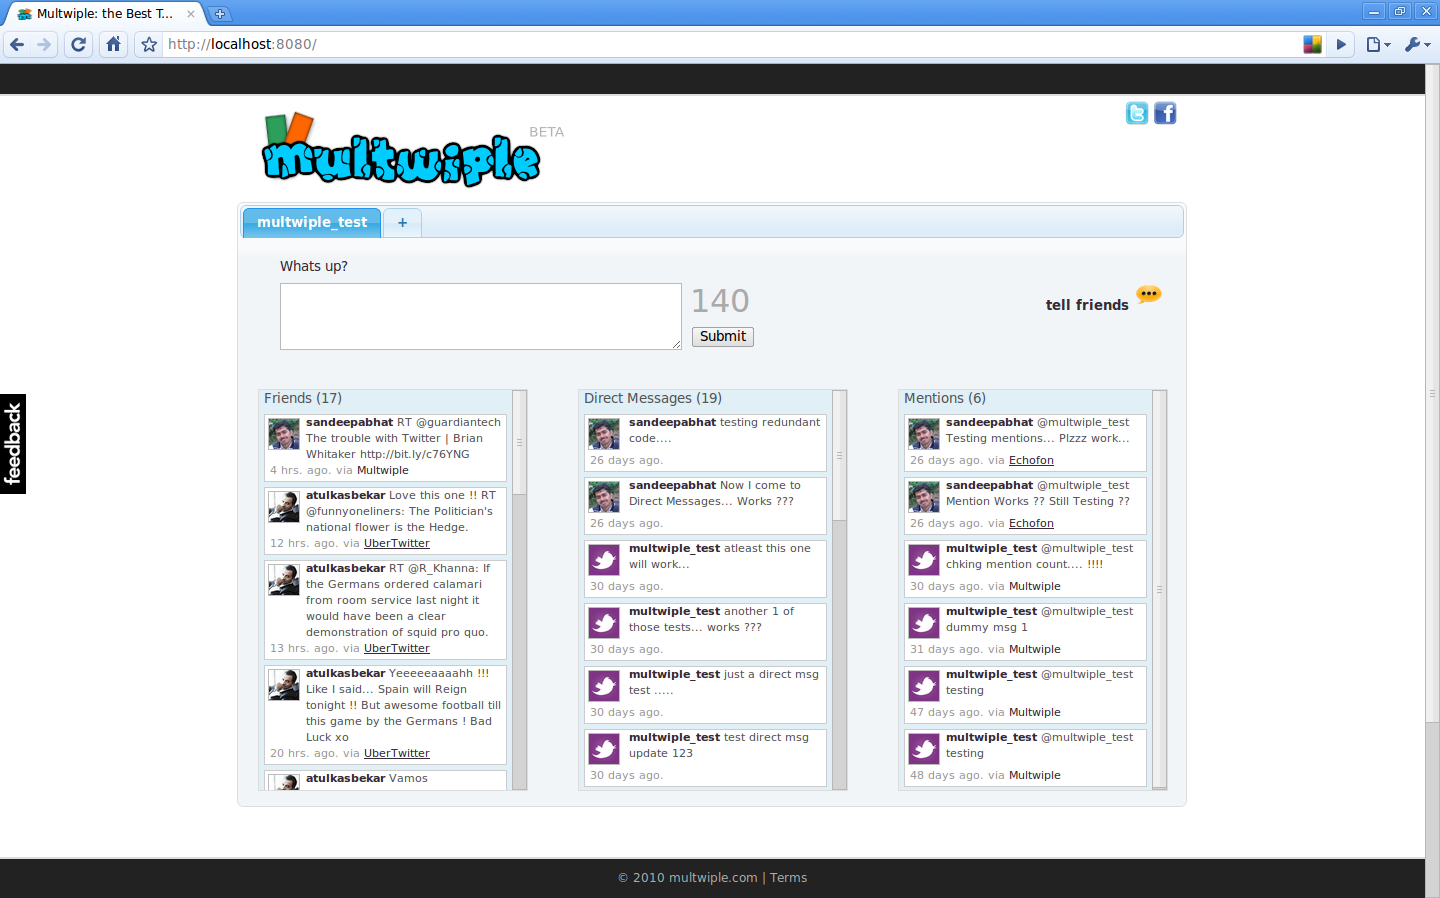 Multwiple: the Best T...
http://localhost:8080/
multwiple
BETA
multwiple_test
+
Whats up?
140
Submit
tell friends
feedback
Friends (17)
sandeepabhat RT @guardiantech
The trouble with Twitter | Brian
Whitaker http://bit.ly/c76YNG
4 hrs. ago. via Multwiple
atulkasbekar Love this one !! RT
@funnyoneliners: The Politician's
national flower is the Hedge.
12 hrs. ago. via UberTwitter
atulkasbekar RT @R_Khanna: If
the Germans ordered calamari
from room service last night it
would have been a clear
demonstration of squid pro quo.
13 hrs. ago. via UberTwitter
atulkasbekar Yeeeeeaaaahh !!!
Like I said... Spain will Reign
tonight !! But awesome football till
this game by the Germans ! Bad
Luck xo
20 hrs. ago. via UberTwitter
atulkasbekar Vamos
Direct Messages (19)
sandeepabhat testing redundant
code....
26 days ago.
sandeepabhat Now I come to
Direct Messages... Works ???
26 days ago.
multwiple_test atleast this one
will work...
30 days ago.
multwiple_test another 1 of
those tests... works ???
30 days ago.
multwiple_test just a direct msg
test .....
30 days ago.
multwiple_test test direct msg
update 123
30 days ago.
Mentions (6)
sandeepabhat @multwiple_test
Testing mentions... Plzzz work...
26 days ago. via Echofon
sandeepabhat @multwiple_test
Mention Works ?? Still Testing ??
26 days ago. via Echofon
multwiple_test @multwiple_test
chking mention count.... !!!!
30 days ago. via Multwiple
multwiple_test @multwiple_test
dummy msg 1
31 days ago. via Multwiple
multwiple_test @multwiple_test
testing
47 days ago. via Multwiple
multwiple_test @multwiple_test
testing
48 days ago. via Multwiple
© 2010 multwiple.com | Terms